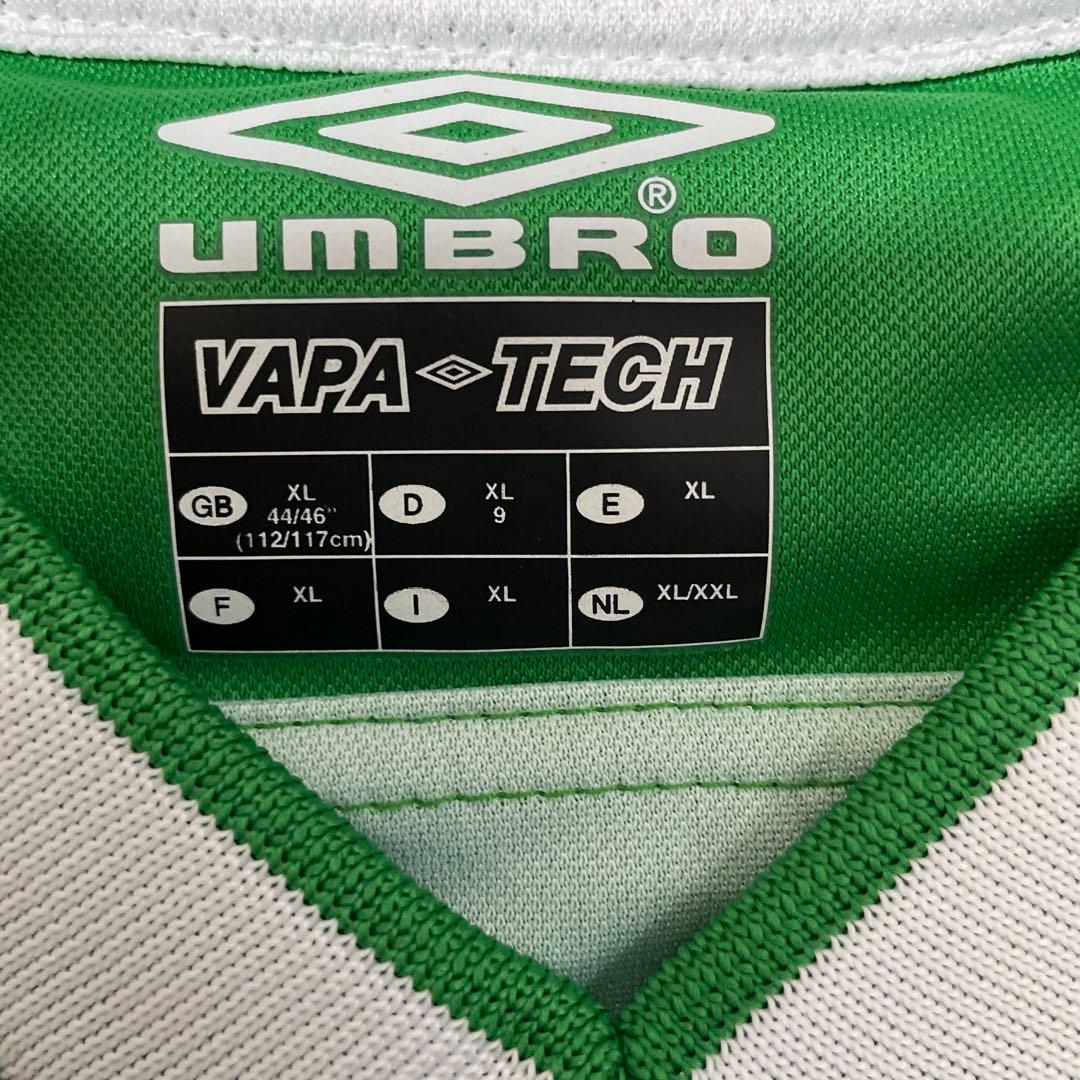 UMBRO®
VAPA TECH
GB XL
44/46"
(112/117cm)
D XL
9
E XL
F XL
I XL
NL XL/XXL